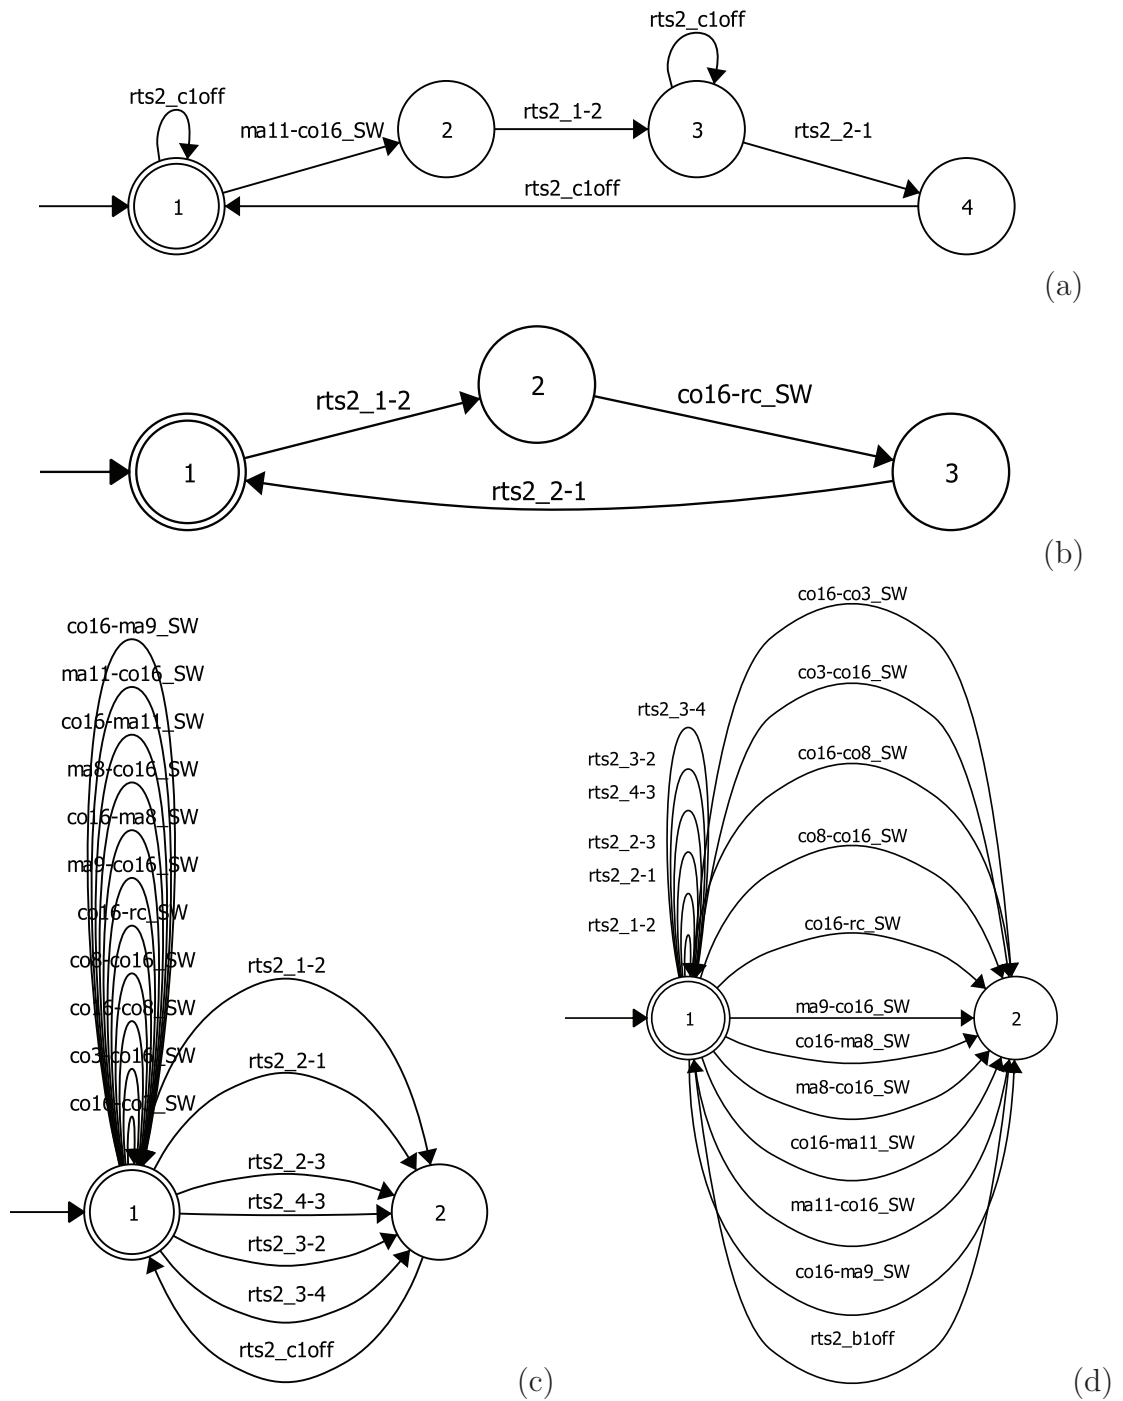 rts2_c1off
rts2_c1off
ma11-co16_SW
rts2_1-2
rts2_2-1
1
2
3
4
rts2_c1off
(a)
rts2_1-2
co16-rc_SW
1
2
3
rts2_2-1
(b)
co16-ma9_SW
ma11-co16_SW
co16-ma11_SW
ma8-co16_SW
co16-ma8_SW
ma9-co16_SW
co16-rc_SW
co8-co16_SW
co16-co8_SW
co3-co16_SW
co16-co3_SW
rts2_1-2
rts2_2-1
rts2_2-3
rts2_4-3
rts2_3-2
rts2_3-4
rts2_c1off
1
2
(c)
co16-co3_SW
co3-co16_SW
co16-co8_SW
co8-co16_SW
co16-rc_SW
ma9-co16_SW
co16-ma8_SW
ma8-co16_SW
co16-ma11_SW
ma11-co16_SW
co16-ma9_SW
rts2_b1off
rts2_3-4
rts2_3-2
rts2_4-3
rts2_2-3
rts2_2-1
rts2_1-2
1
2
(d)